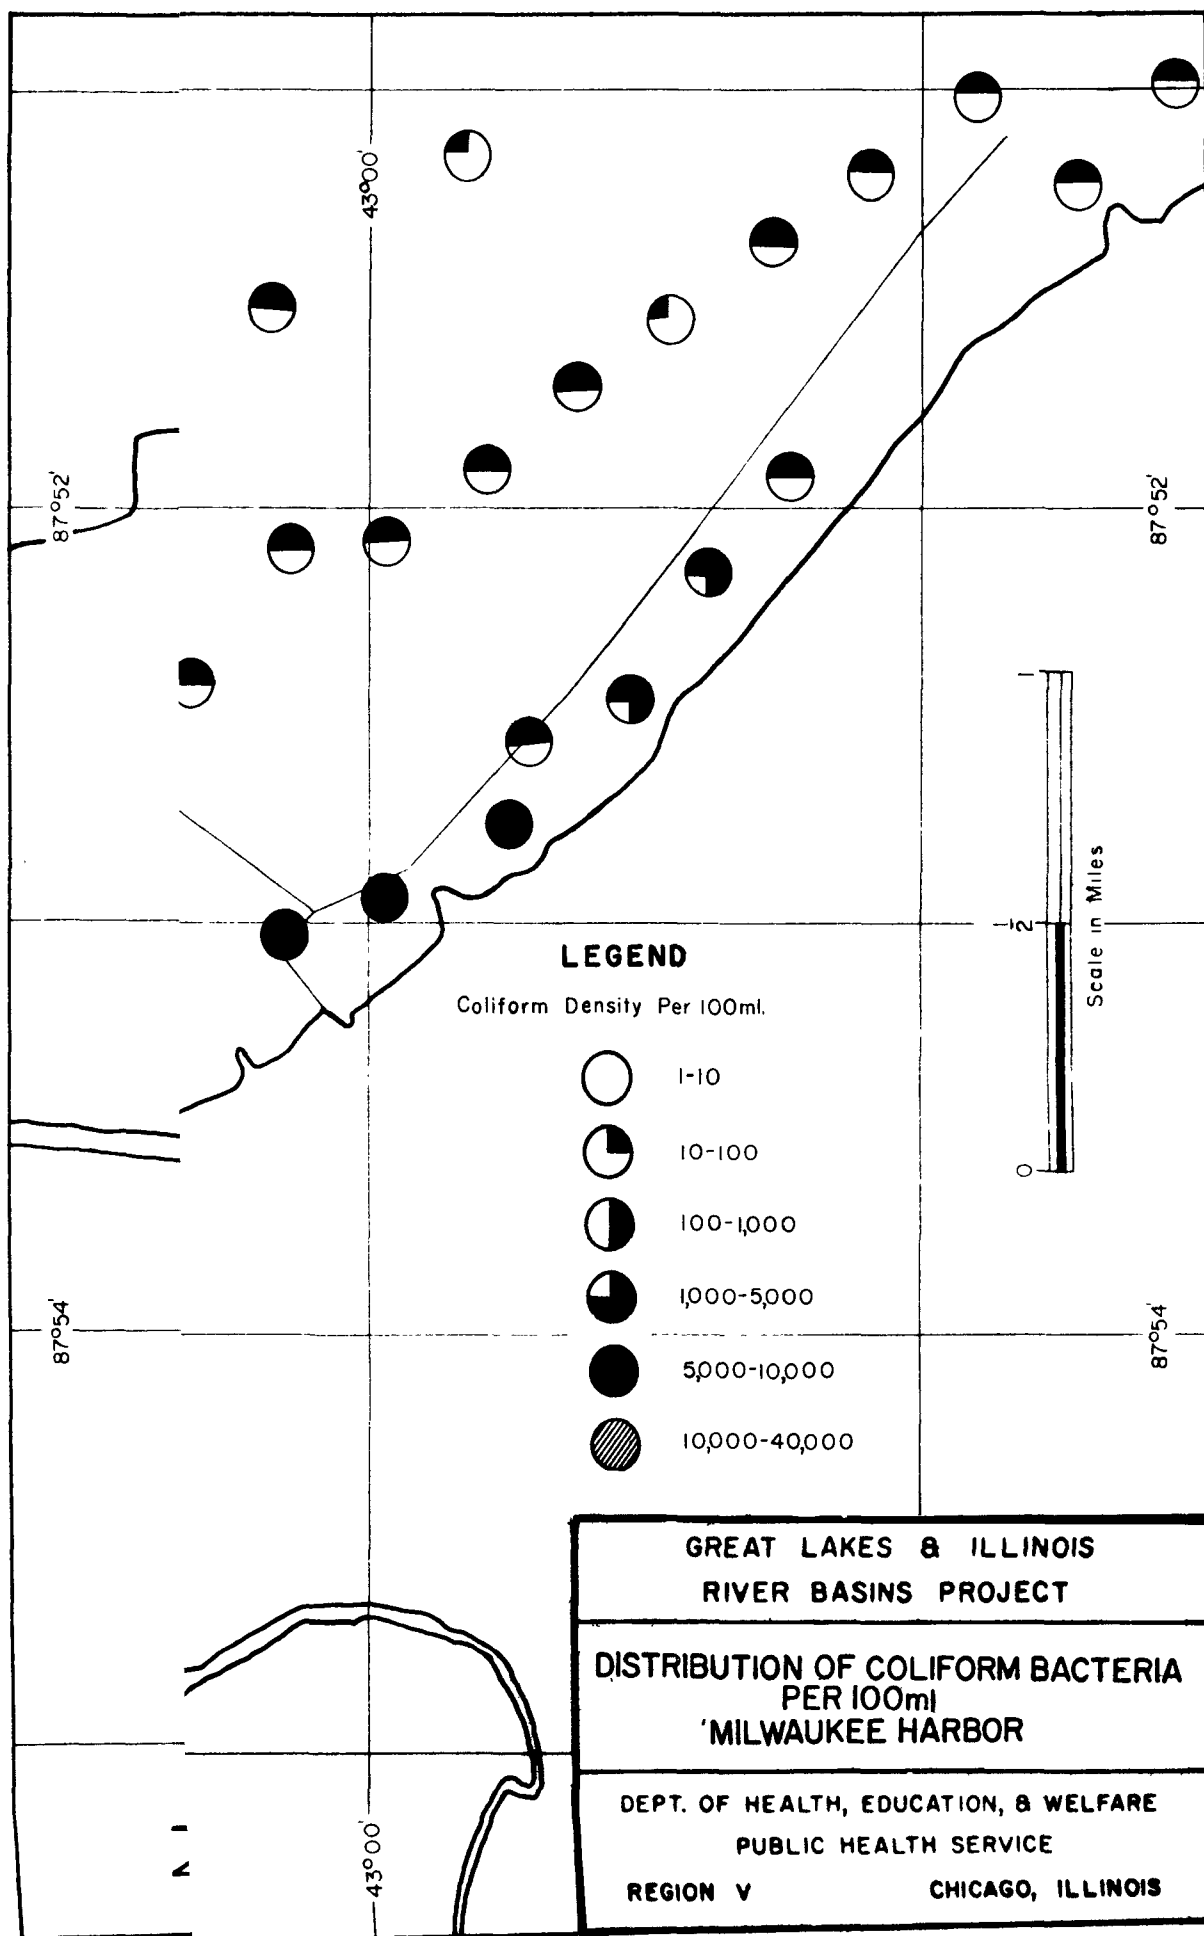 43°00'
87°52'
87°52'
1
1/2
0
Scale in Miles
LEGEND
Coliform Density Per 100ml.
1-10
10-100
100-1,000
1,000-5,000
5,000-10,000
10,000-40,000
87°54'
87°54'
GREAT LAKES & ILLINOIS
RIVER BASINS PROJECT
DISTRIBUTION OF COLIFORM BACTERIA
PER 100ml
'MILWAUKEE HARBOR
DEPT. OF HEALTH, EDUCATION, & WELFARE
PUBLIC HEALTH SERVICE
REGION V CHICAGO, ILLINOIS
43°00'